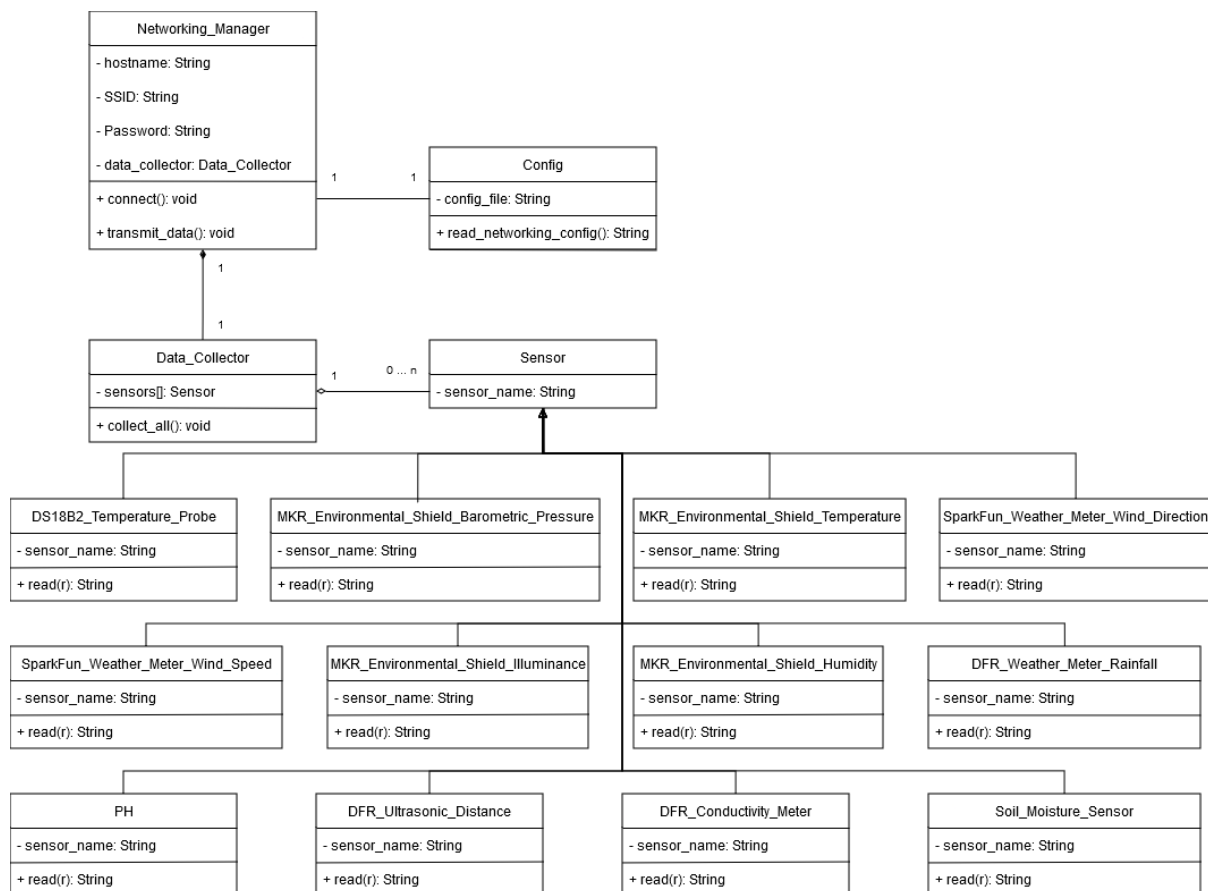 Networking_Manager
- hostname: String
- SSID: String
- Password: String
- data_collector: Data_Collector
+ connect(): void
+ transmit_data(): void
1
1
Config
- config_file: String
+ read_networking_config(): String
1
1
Data_Collector
- sensors[]: Sensor
+ collect_all(): void
1
0 ... n
Sensor
- sensor_name: String
DS18B2_Temperature_Probe
- sensor_name: String
+ read(r): String
MKR_Environmental_Shield_Barometric_Pressure
- sensor_name: String
+ read(r): String
MKR_Environmental_Shield_Temperature
- sensor_name: String
+ read(r): String
SparkFun_Weather_Meter_Wind_Direction
- sensor_name: String
+ read(r): String
SparkFun_Weather_Meter_Wind_Speed
- sensor_name: String
+ read(r): String
MKR_Environmental_Shield_Illuminance
- sensor_name: String
+ read(r): String
MKR_Environmental_Shield_Humidity
- sensor_name: String
+ read(r): String
DFR_Weather_Meter_Rainfall
- sensor_name: String
+ read(r): String
PH
- sensor_name: String
+ read(r): String
DFR_Ultrasonic_Distance
- sensor_name: String
+ read(r): String
DFR_Conductivity_Meter
- sensor_name: String
+ read(r): String
Soil_Moisture_Sensor
- sensor_name: String
+ read(r): String